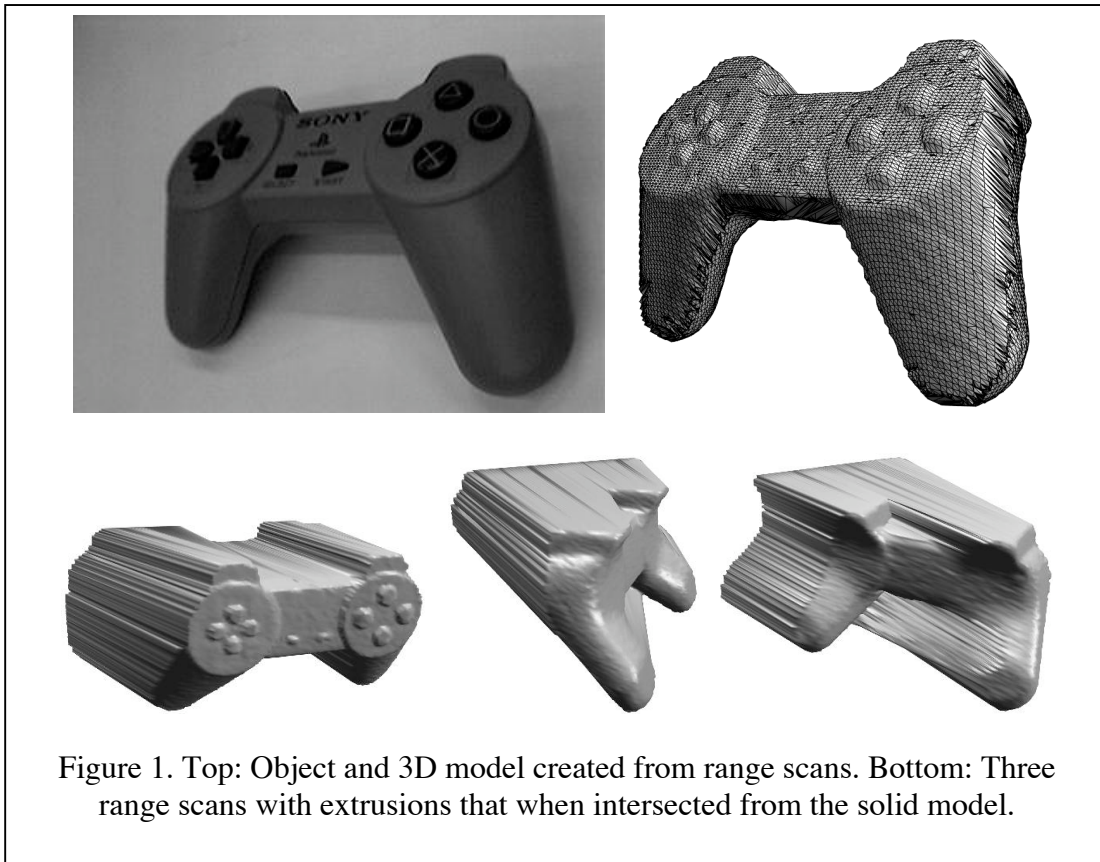 SONY
SELECT START
Figure 1. Top: Object and 3D model created from range scans. Bottom: Three
range scans with extrusions that when intersected from the solid model.